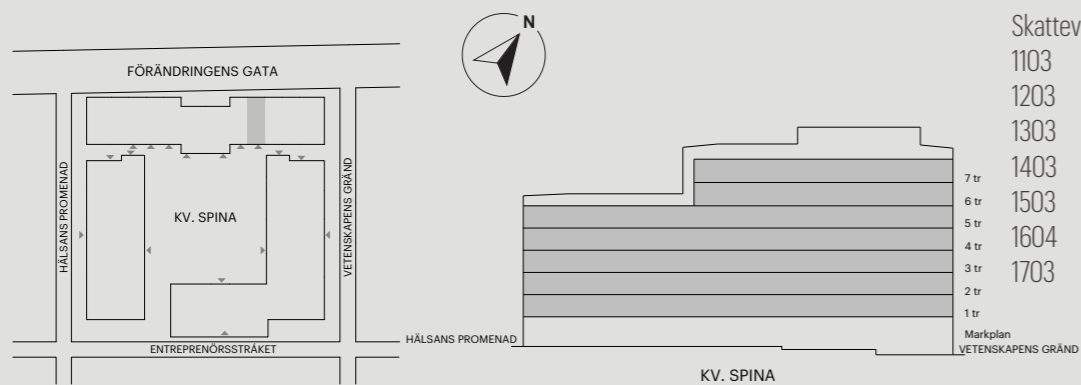 FÖRÄNDRINGENS GATA
HÄLSANS PROMENAD
KV. SPINA
VETENSKAPENS GRÄND
ENTREPRENÖRSSTRÅKET
N
7 tr
6 tr
5 tr
4 tr
3 tr
2 tr
1 tr
Markplan
HÄLSANS PROMENAD
VETENSKAPENS GRÄND
KV. SPINA
Skattev
1103
1203
1303
1403
1503
1604
1703